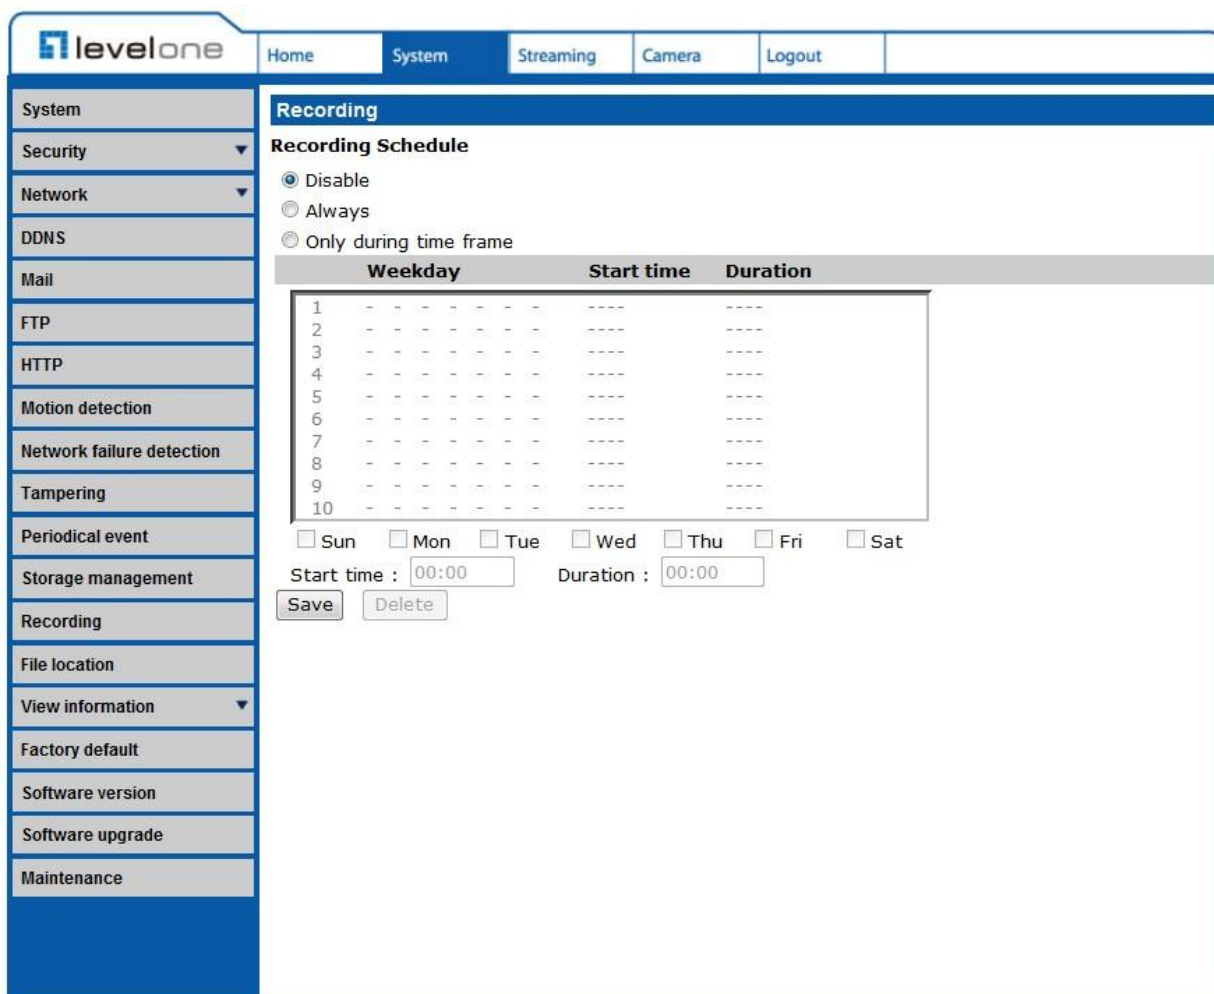 levelone
Home System Streaming Camera Logout
System
Security
Network
DDNS
Mail
FTP
HTTP
Motion detection
Network failure detection
Tampering
Periodical event
Storage management
Recording
File location
View information
Factory default
Software version
Software upgrade
Maintenance
Recording
Recording Schedule
Disable
Always
Only during time frame
Weekday Start time Duration
1 - - - - - - - ---- ----
2 - - - - - - - ---- ----
3 - - - - - - - ---- ----
4 - - - - - - - ---- ----
5 - - - - - - - ---- ----
6 - - - - - - - ---- ----
7 - - - - - - - ---- ----
8 - - - - - - - ---- ----
9 - - - - - - - ---- ----
10 - - - - - - - ---- ----
Sun Mon Tue Wed Thu Fri Sat
Start time : 00:00 Duration : 00:00
Save Delete